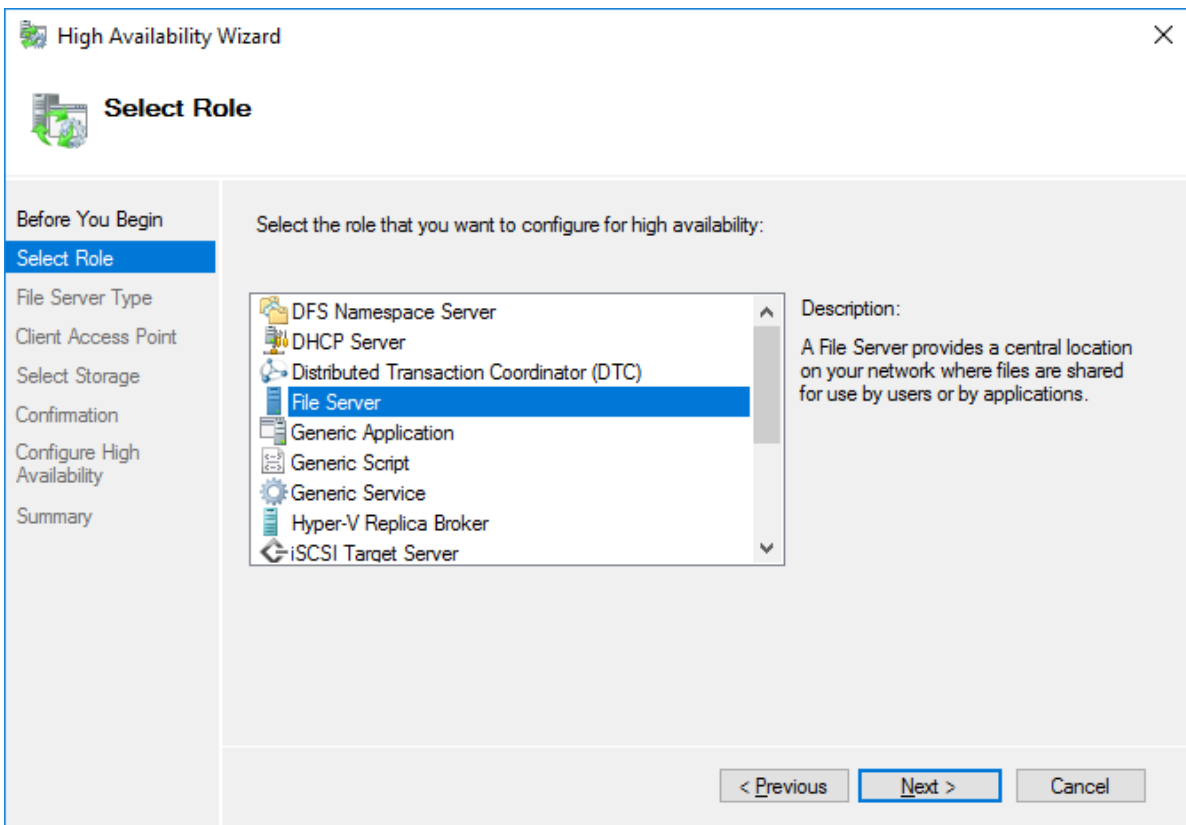 High Availability Wizard
Select Role
Before You Begin
Select Role
File Server Type
Client Access Point
Select Storage
Confirmation
Configure High
Availability
Summary
Select the role that you want to configure for high availability:
DFS Namespace Server
DHCP Server
Distributed Transaction Coordinator (DTC)
File Server
Generic Application
Generic Script
Generic Service
Hyper-V Replica Broker
iSCSI Target Server
Description:
A File Server provides a central location
on your network where files are shared
for use by users or by applications.
< Previous
Next >
Cancel